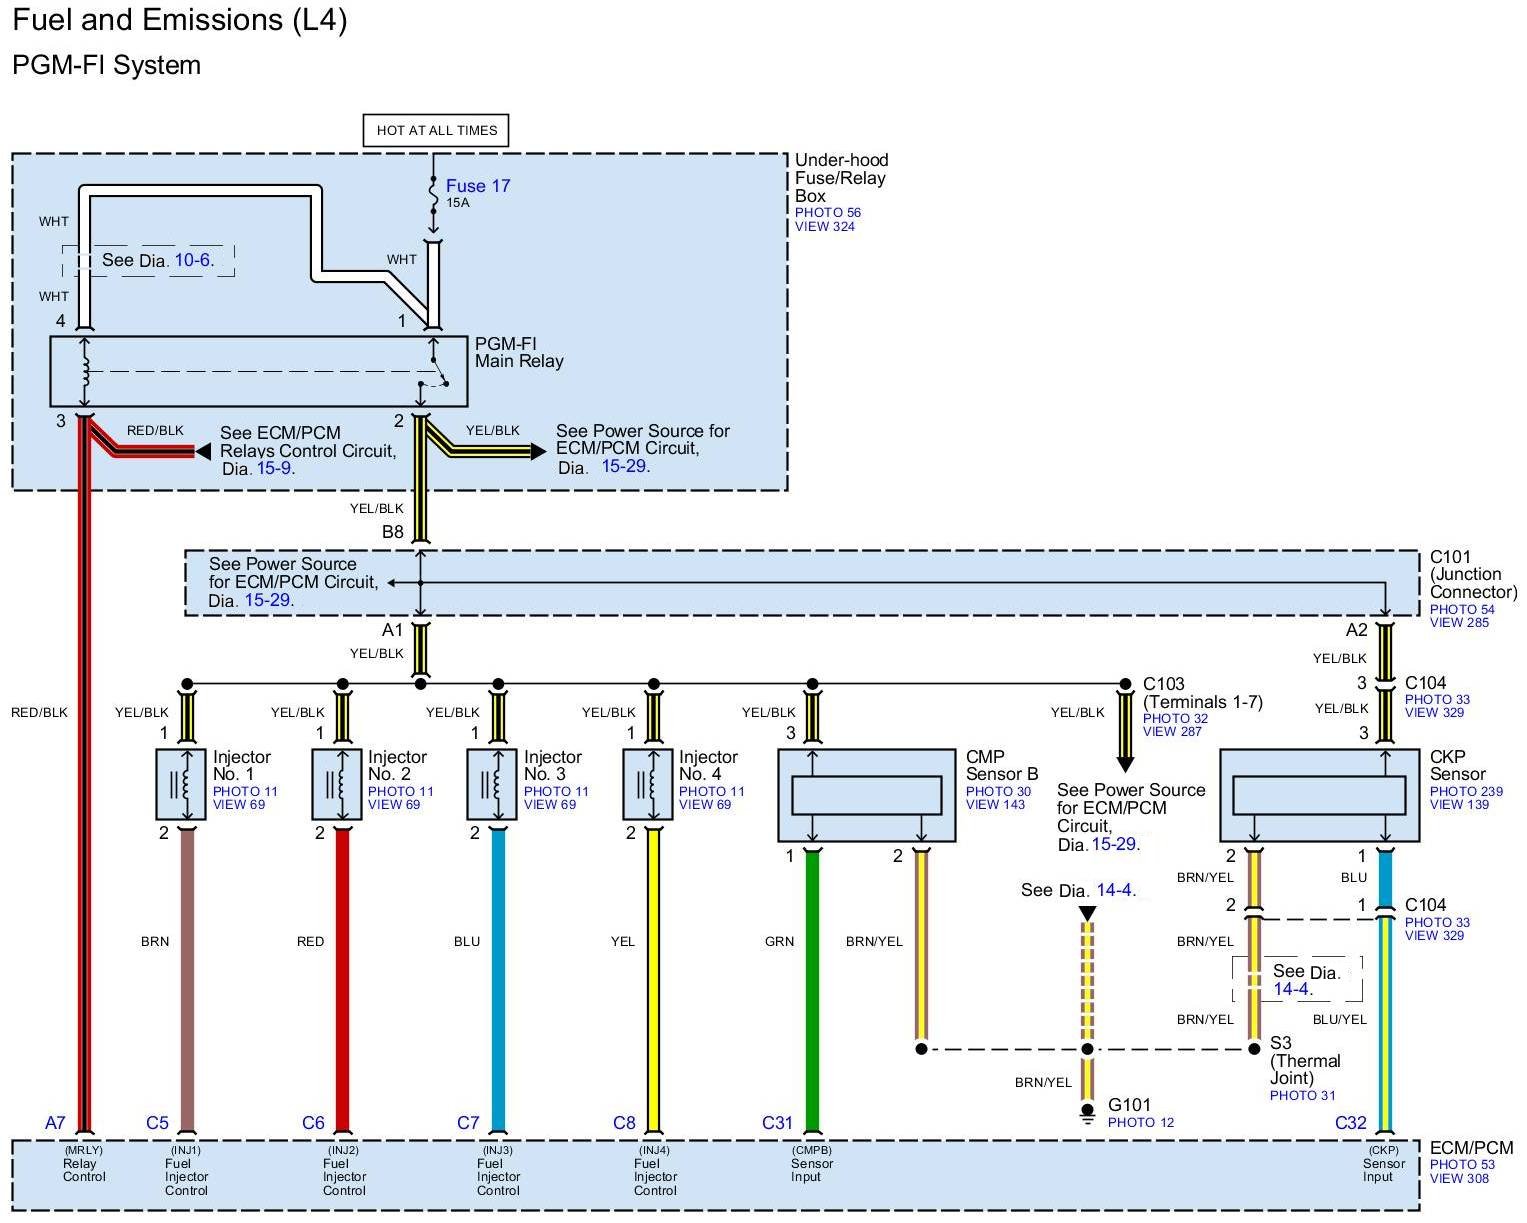 Fuel and Emissions (L4)
PGM-FI System
HOT AT ALL TIMES
Under-hood
Fuse/Relay
Box
PHOTO 56
VIEW 324
Fuse 17
15A
WHT
See Dia. 10-6.
WHT
WHT
4
1
PGM-FI
Main Relay
3
RED/BLK
See ECM/PCM
Relays Control Circuit,
Dia. 15-9.
2
YEL/BLK
See Power Source for
ECM/PCM Circuit,
Dia. 15-29.
YEL/BLK
B8
See Power Source
for ECM/PCM Circuit,
Dia. 15-29.
C101
(Junction
Connector)
PHOTO 54
VIEW 285
A1
YEL/BLK
A2
YEL/BLK
3
C104
PHOTO 33
VIEW 329
YEL/BLK
3
C103
(Terminals 1-7)
PHOTO 32
VIEW 287
RED/BLK
YEL/BLK
1
YEL/BLK
1
YEL/BLK
1
YEL/BLK
1
YEL/BLK
3
YEL/BLK
Injector
No. 1
PHOTO 11
VIEW 69
2
Injector
No. 2
PHOTO 11
VIEW 69
2
Injector
No. 3
PHOTO 11
VIEW 69
2
Injector
No. 4
PHOTO 11
VIEW 69
2
CMP
Sensor B
PHOTO 30
VIEW 143
1
2
See Power Source
for ECM/PCM
Circuit,
Dia. 15-29.
CKP
Sensor
PHOTO 239
VIEW 139
2
1
BRN/YEL
BLU
See Dia. 14-4.
2
1
C104
PHOTO 33
VIEW 329
BRN
RED
BLU
YEL
GRN
BRN/YEL
BRN/YEL
See Dia.
14-4.
BRN/YEL
BLU/YEL
S3
(Thermal
Joint)
PHOTO 31
BRN/YEL
G101
PHOTO 12
A7
C5
C6
C7
C8
C31
C32
(MRLY)
Relay
Control
(INJ1)
Fuel
Injector
Control
(INJ2)
Fuel
Injector
Control
(INJ3)
Fuel
Injector
Control
(INJ4)
Fuel
Injector
Control
(CMPB)
Sensor
Input
(CKP)
Sensor
Input
ECM/PCM
PHOTO 53
VIEW 308